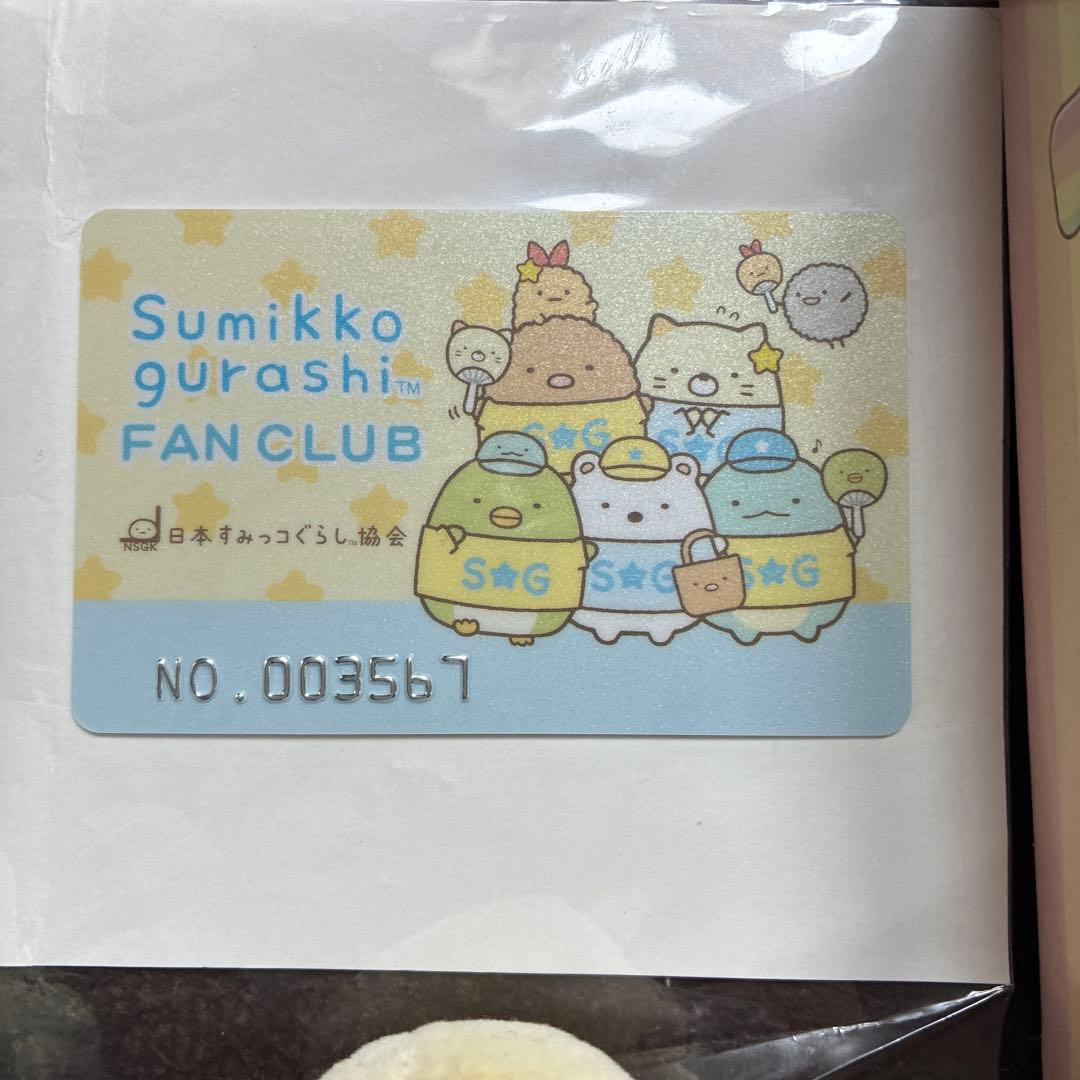 Sumikko
gurashi™
FAN CLUB
NSGK
日本すみっコぐらし™協会
S★G
S★G
S★G
S★G
S★G
NO.003567